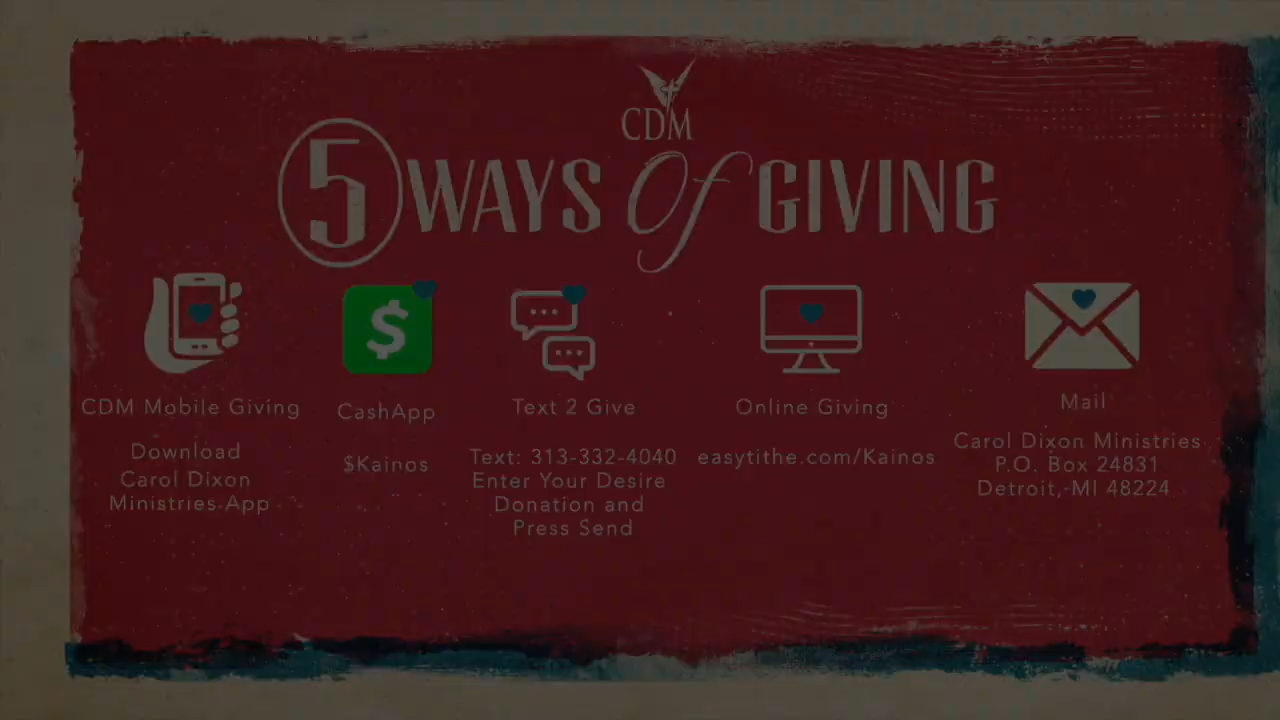 CDM
5 WAYS Of GIVING
CDM Mobile Giving
Download
Carol Dixon
Ministries App
$
CashApp
$Kainos
Text 2 Give
Text: 313-332-4040
Enter Your Desire
Donation and
Press Send
Online Giving
easytithe.com/Kainos
Mail
Carol Dixon Ministries
P.O. Box 24831
Detroit, MI 48224